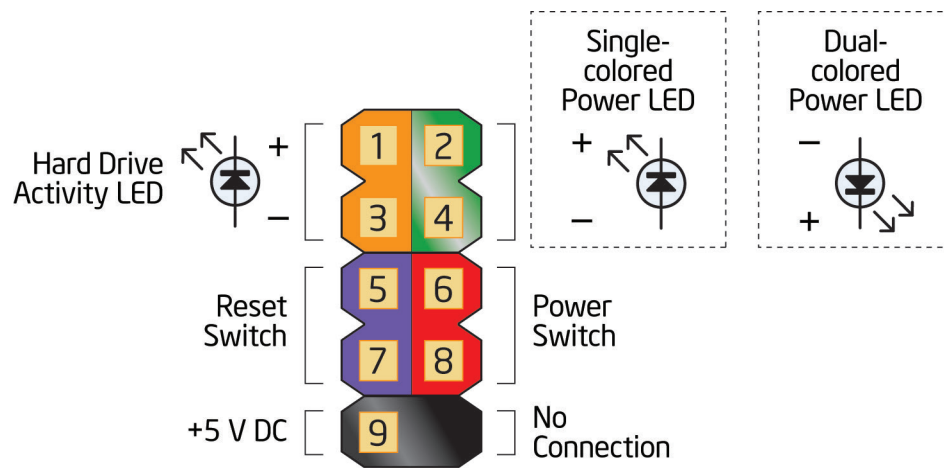 Single-
colored
Power LED
Dual-
colored
Power LED
Hard Drive
Activity LED
+
−
1
2
3
4
+
−
−
+
Reset
Switch
5
6
7
8
Power
Switch
+5 V DC
9
No
Connection